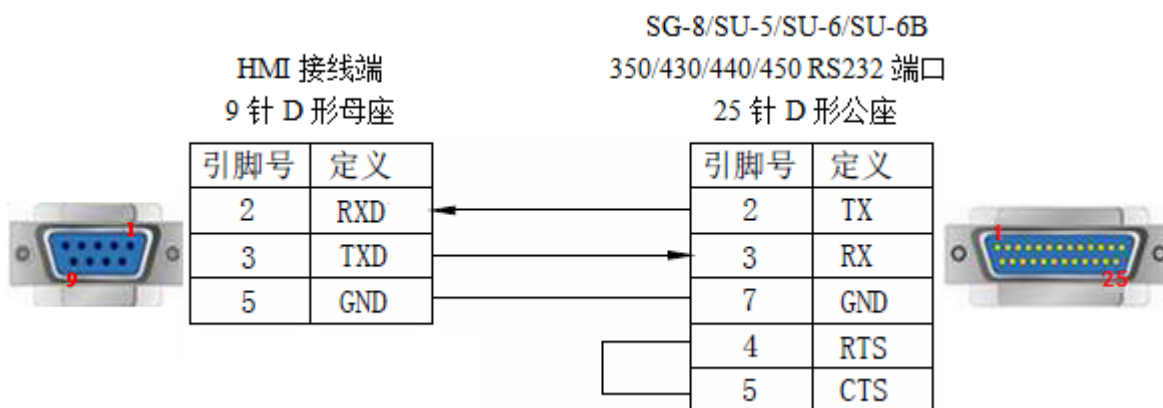 SG-8/SU-5/SU-6/SU-6B
HMI 接线端
350/430/440/450 RS232 端口
9 针 D 形母座
25 针 D 形公座
引脚号 定义
2 RXD
3 TXD
5 GND
引脚号 定义
2 TX
3 RX
7 GND
4 RTS
5 CTS
1
9
1
25